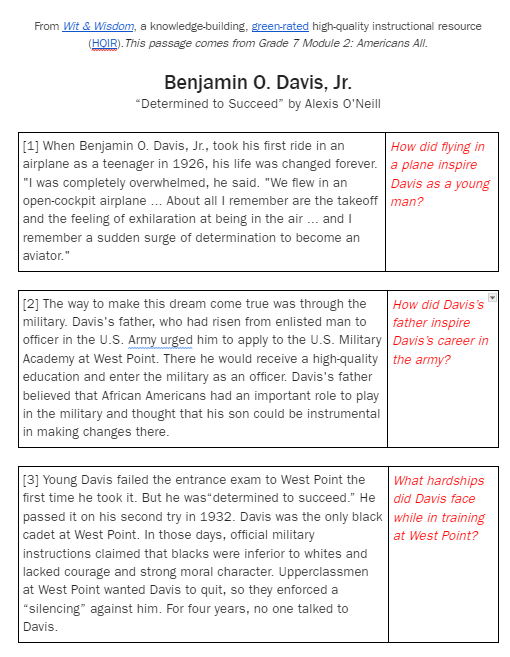 From Wit & Wisdom, a knowledge-building, green-rated high-quality instructional resource
(HQIR).This passage comes from Grade 7 Module 2: Americans All.
Benjamin O. Davis, Jr.
“Determined to Succeed” by Alexis O’Neill
[1] When Benjamin O. Davis, Jr., took his first ride in an
airplane as a teenager in 1926, his life was changed forever.
"I was completely overwhelmed, he said. "We flew in an
open-cockpit airplane ... About all I remember are the takeoff
and the feeling of exhilaration at being in the air ... and I
remember a sudden surge of determination to become an
aviator."
How did flying in
a plane inspire
Davis as a young
man?
[2] The way to make this dream come true was through the
military. Davis's father, who had risen from enlisted man to
officer in the U.S. Army urged him to apply to the U.S. Military
Academy at West Point. There he would receive a high-quality
education and enter the military as an officer. Davis's father
believed that African Americans had an important role to play
in the military and thought that his son could be instrumental
in making changes there.
How did Davis’s
father inspire
Davis’s career in
the army?
[3] Young Davis failed the entrance exam to West Point the
first time he took it. But he was“determined to succeed.” He
passed it on his second try in 1932. Davis was the only black
cadet at West Point. In those days, official military
instructions claimed that blacks were inferior to whites and
lacked courage and strong moral character. Upperclassmen
at West Point wanted Davis to quit, so they enforced a
“silencing” against him. For four years, no one talked to
Davis.
What hardships
did Davis face
while in training
at West Point?